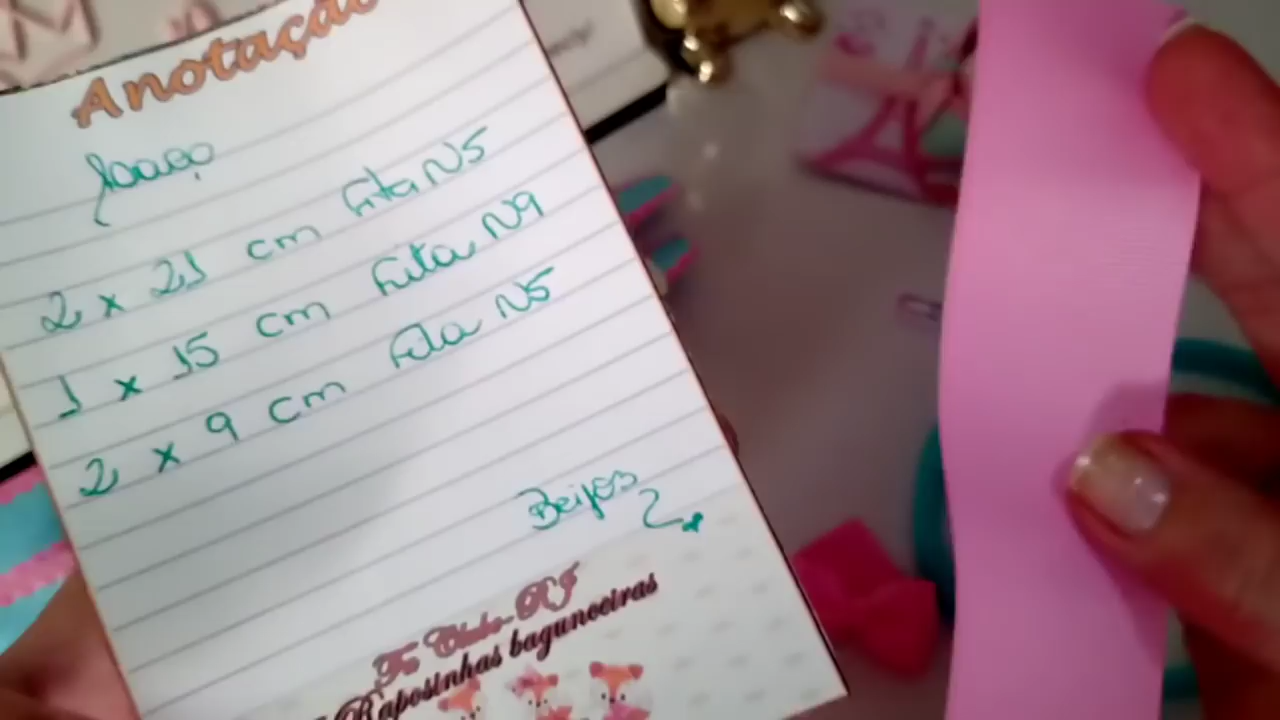 Anotação
2 x 21 cm Fita N5
1 x 15 cm Fita N9
2 x 9 cm Fita N5
Beijos
Fã Clube-RJ
Raposinhas bagunceiras